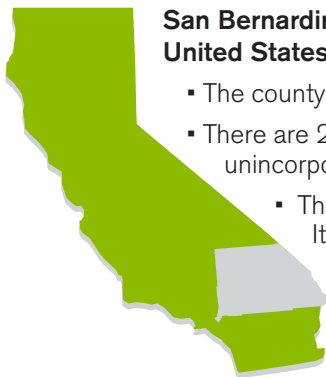 San Bernardin
United States
▪ The county
▪ There are 2
unincorpo
▪ Th
It